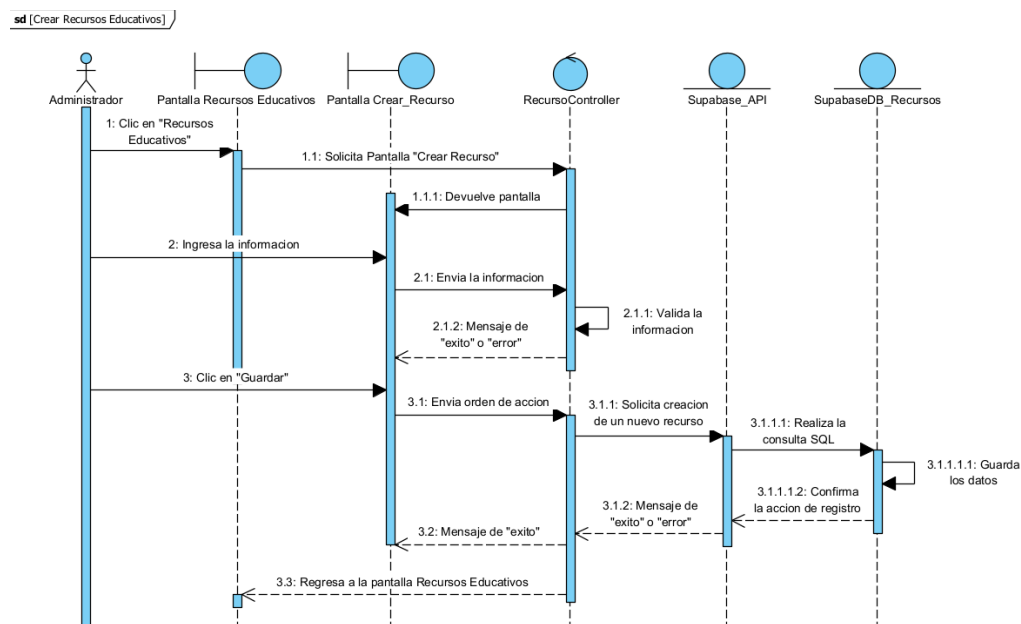 sd [Crear Recursos Educativos]
Administrador
Pantalla Recursos Educativos
Pantalla Crear_Recurso
RecursoController
Supabase_API
SupabaseDB_Recursos
1: Clic en "Recursos
Educativos"
1.1: Solicita Pantalla "Crear Recurso"
1.1.1: Devuelve pantalla
2: Ingresa la informacion
2.1: Envia la informacion
2.1.1: Valida la
informacion
2.1.2: Mensaje de
"exito" o "error"
3: Clic en "Guardar"
3.1: Envia orden de accion
3.1.1: Solicita creacion
de un nuevo recurso
3.1.1.1: Realiza la
consulta SQL
3.1.1.1.1: Guarda
los datos
3.1.1.1.2: Confirma
la accion de registro
3.1.2: Mensaje de
"exito" o "error"
3.2: Mensaje de "exito"
3.3: Regresa a la pantalla Recursos Educativos